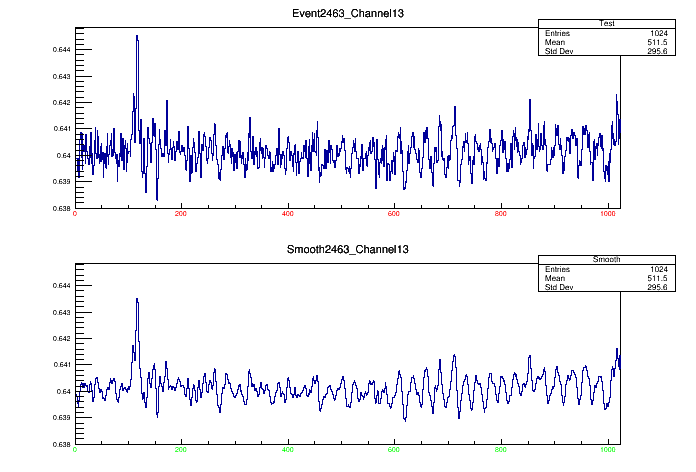 Event2463_Channel13
Test
Entries 1024
Mean 511.5
Std Dev 295.6
0.644
0.643
0.642
0.641
0.64
0.639
0.638
0 200 400 600 800 1000
Smooth2463_Channel13
Smooth
Entries 1024
Mean 511.5
Std Dev 295.6
0.644
0.643
0.642
0.641
0.64
0.639
0.638
0 200 400 600 800 1000